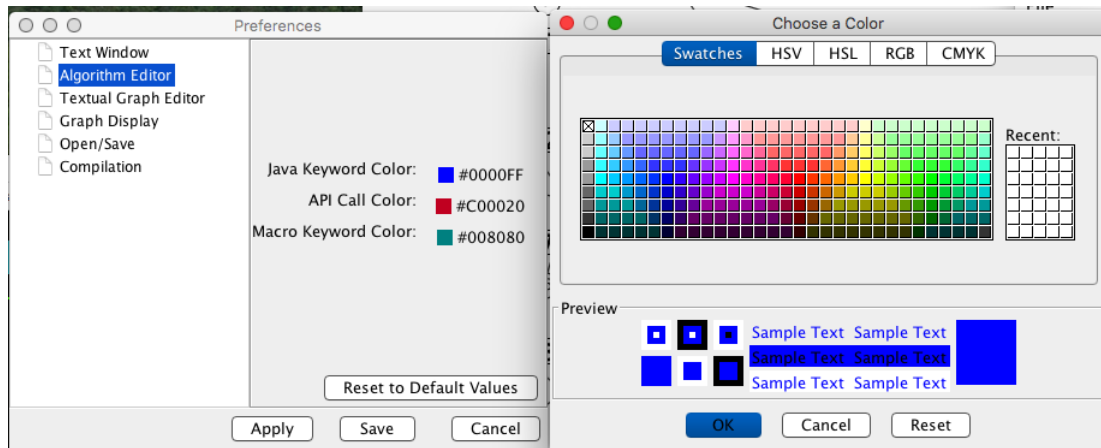 Preferences
Text Window
Algorithm Editor
Textual Graph Editor
Graph Display
Open/Save
Compilation
Java Keyword Color: #0000FF
API Call Color: #C00020
Macro Keyword Color: #008080
Reset to Default Values
Apply Save Cancel
Choose a Color
Swatches HSV HSL RGB CMYK
Recent:
Preview
Sample Text Sample Text
Sample Text Sample Text
Sample Text Sample Text
OK Cancel Reset